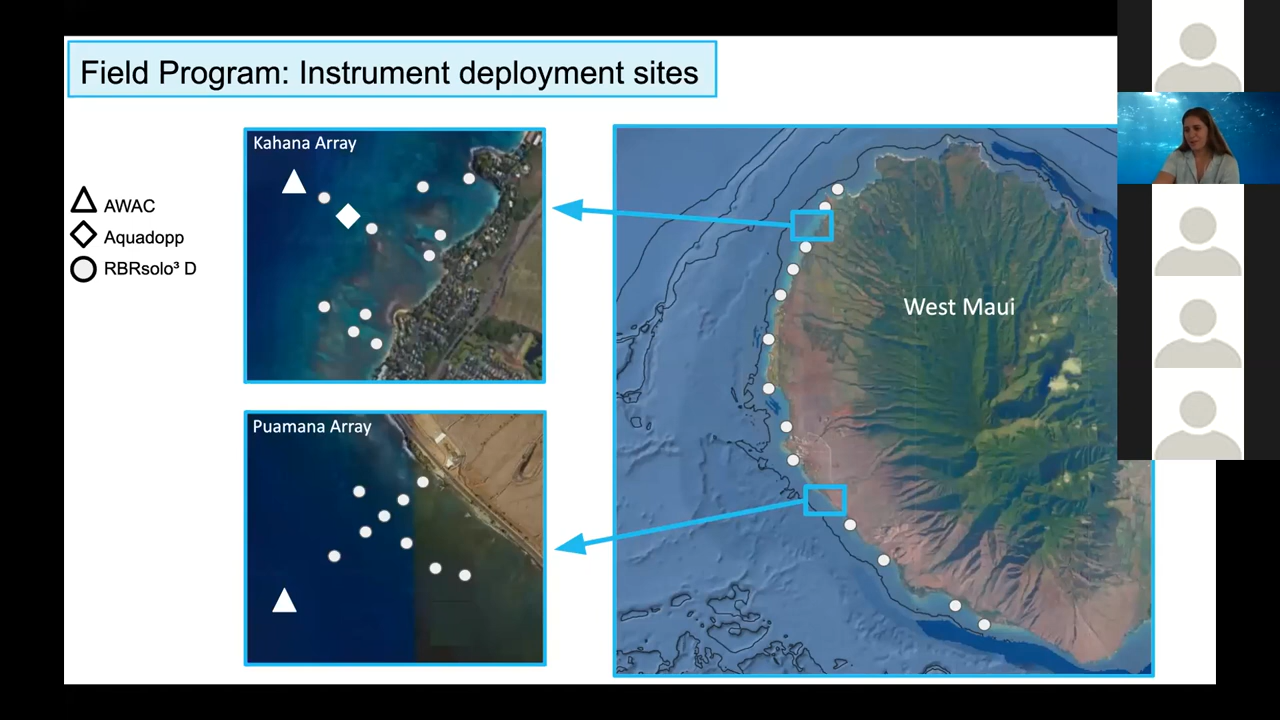 Field Program: Instrument deployment sites
Kahana Array
AWAC
Aquadopp
RBRsolo³ D
Puamana Array
West Maui